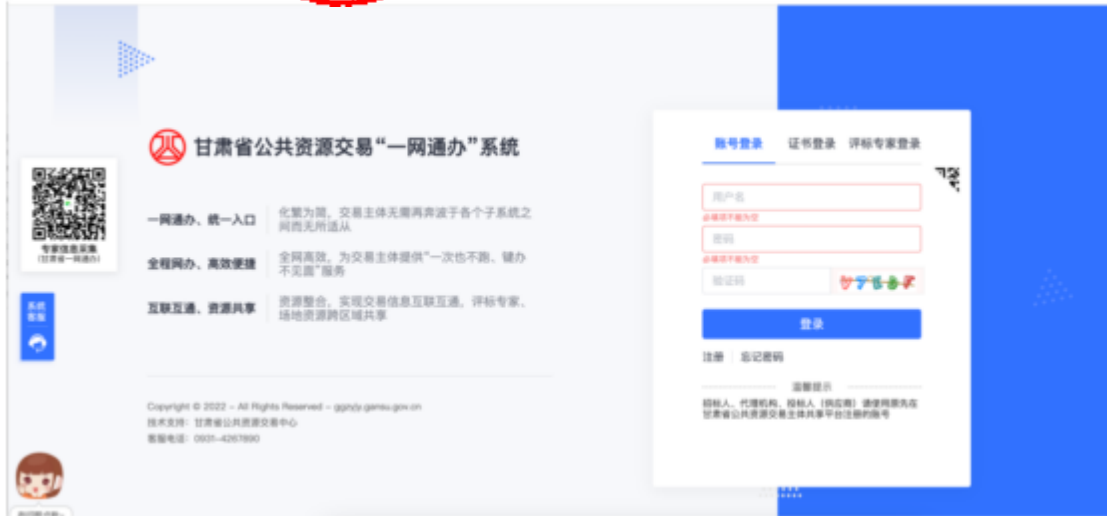 甘肃省公共资源交易“一网通办”系统
一网通办、统一入口
化繁为简，交易主体无需再奔波于各个子系统之
间而无所适从
全程网办、高效便捷
全网高效，为交易主体提供“一次也不跑、键办
不见面”服务
互联互通、资源共享
资源整合，实现交易信息互联互通，评标专家、
场地资源跨区域共享
Copyright © 2022 - All Rights Reserved - ggzyjy.gansu.gov.cn
技术支持：甘肃省公共资源交易中心
客服电话：0931-4267890
专家信息采集
(甘肃省一网通办)
系统
客服
账号登录 证书登录 评标专家登录
用户名
必填项不能为空
密码
必填项不能为空
验证码
登录
注册 忘记密码
温馨提示
招标人、代理机构、投标人（供应商）请使用原先在
甘肃省公共资源交易主体共享平台注册的账号